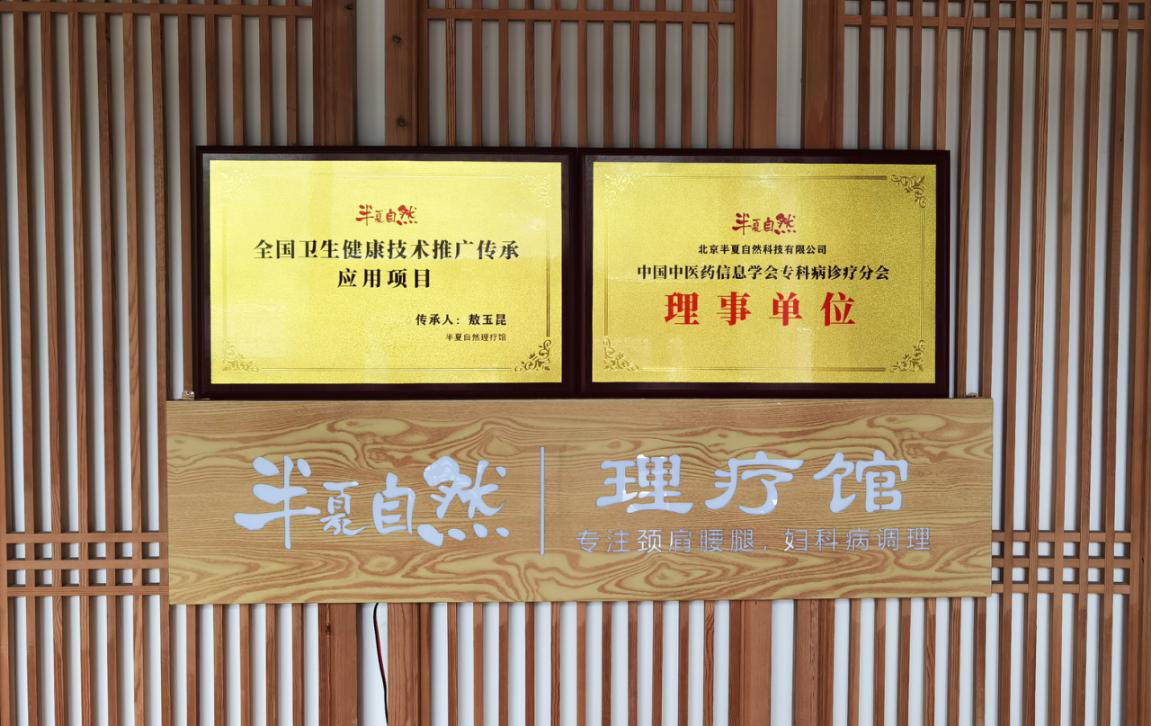 半夏自然
全国卫生健康技术推广传承
应用项目
传承人：敖玉昆
半夏自然理疗馆
半夏自然
北京半夏自然科技有限公司
中国中医药信息学会专科病诊疗分会
理事单位
半夏自然 | 理疗馆
专注颈肩腰腿，妇科病调理